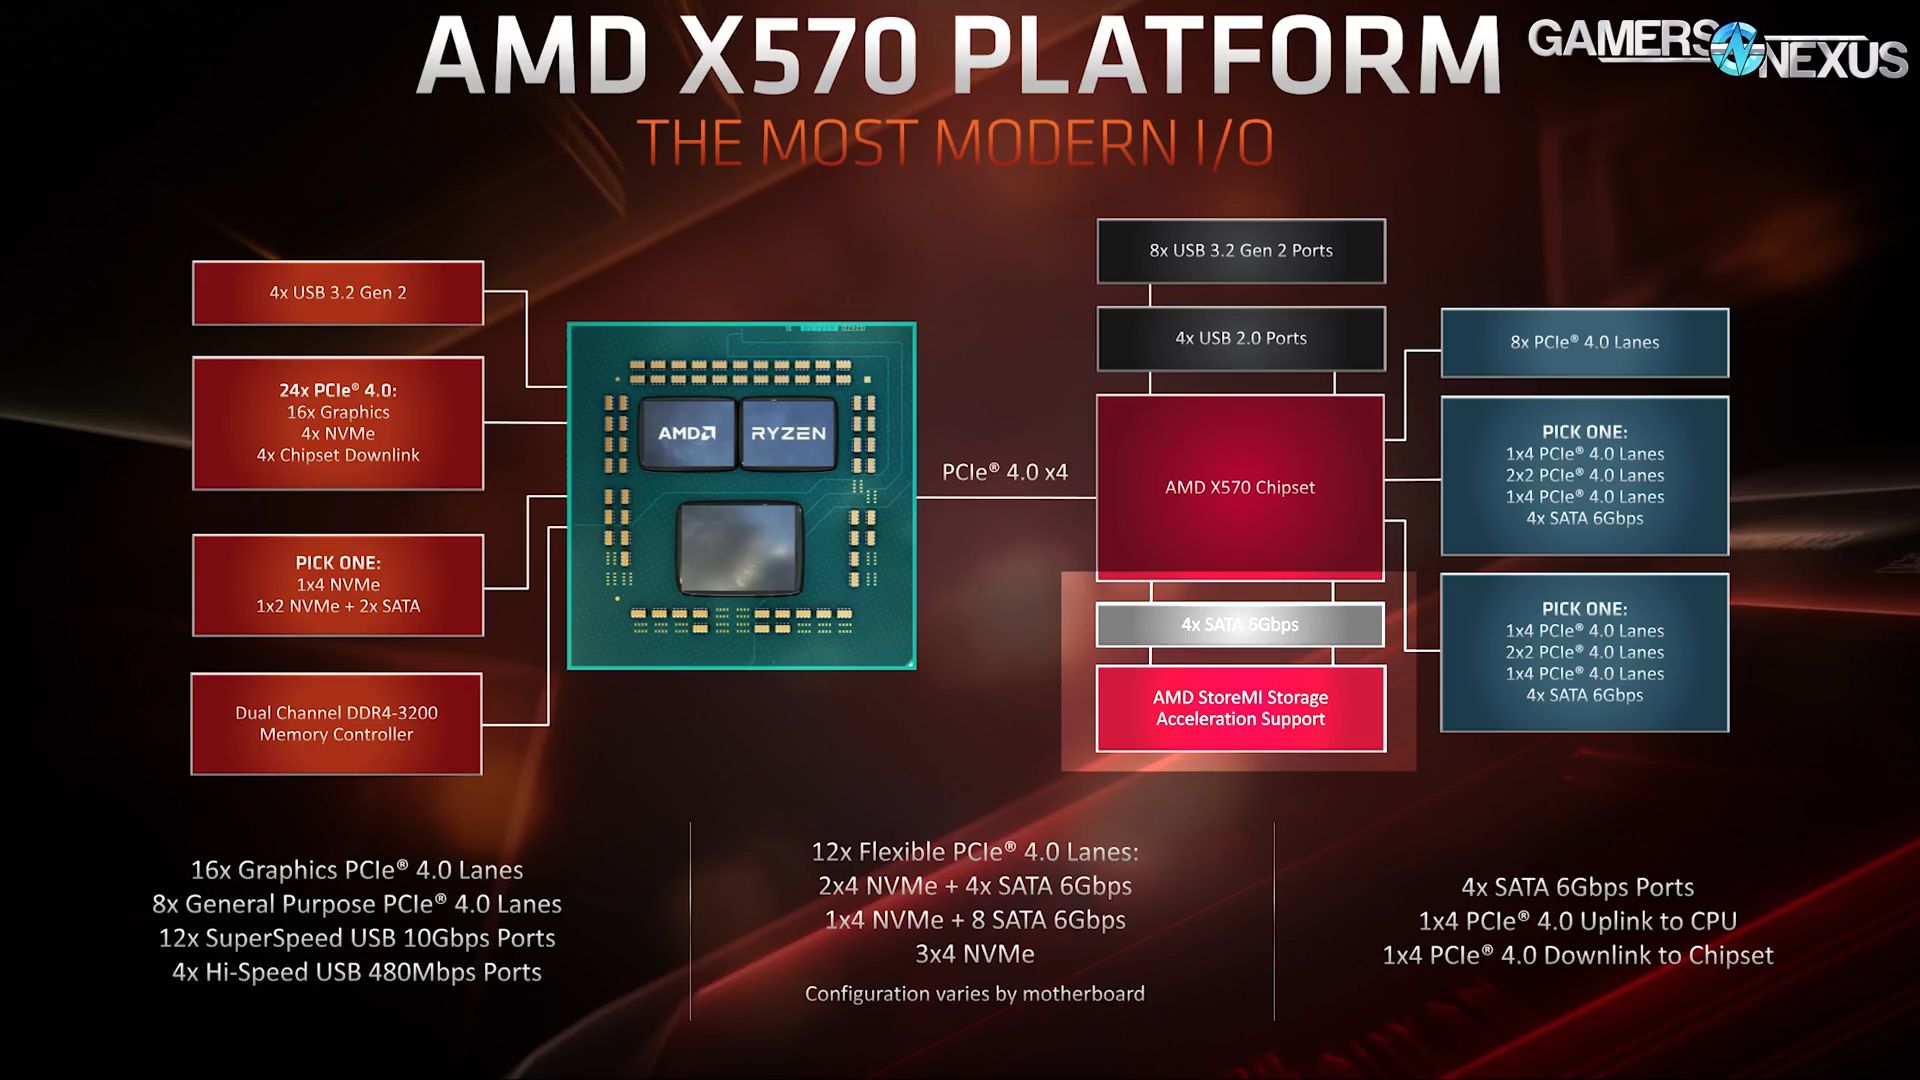 AMD X570 PLATFORM
GAMERS NEXUS
THE MOST MODERN I/O
4x USB 3.2 Gen 2
24x PCIe® 4.0:
16x Graphics
4x NVMe
4x Chipset Downlink
PICK ONE:
1x4 NVMe
1x2 NVMe + 2x SATA
Dual Channel DDR4-3200
Memory Controller
AMD
RYZEN
PCIe® 4.0 x4
8x USB 3.2 Gen 2 Ports
4x USB 2.0 Ports
AMD X570 Chipset
4x SATA 6Gbps
AMD StoreMI Storage
Acceleration Support
8x PCIe® 4.0 Lanes
PICK ONE:
1x4 PCIe® 4.0 Lanes
2x2 PCIe® 4.0 Lanes
1x4 PCIe® 4.0 Lanes
4x SATA 6Gbps
PICK ONE:
1x4 PCIe® 4.0 Lanes
2x2 PCIe® 4.0 Lanes
1x4 PCIe® 4.0 Lanes
4x SATA 6Gbps
16x Graphics PCIe® 4.0 Lanes
8x General Purpose PCIe® 4.0 Lanes
12x SuperSpeed USB 10Gbps Ports
4x Hi-Speed USB 480Mbps Ports
12x Flexible PCIe® 4.0 Lanes:
2x4 NVMe + 4x SATA 6Gbps
1x4 NVMe + 8 SATA 6Gbps
3x4 NVMe
Configuration varies by motherboard
4x SATA 6Gbps Ports
1x4 PCIe® 4.0 Uplink to CPU
1x4 PCIe® 4.0 Downlink to Chipset